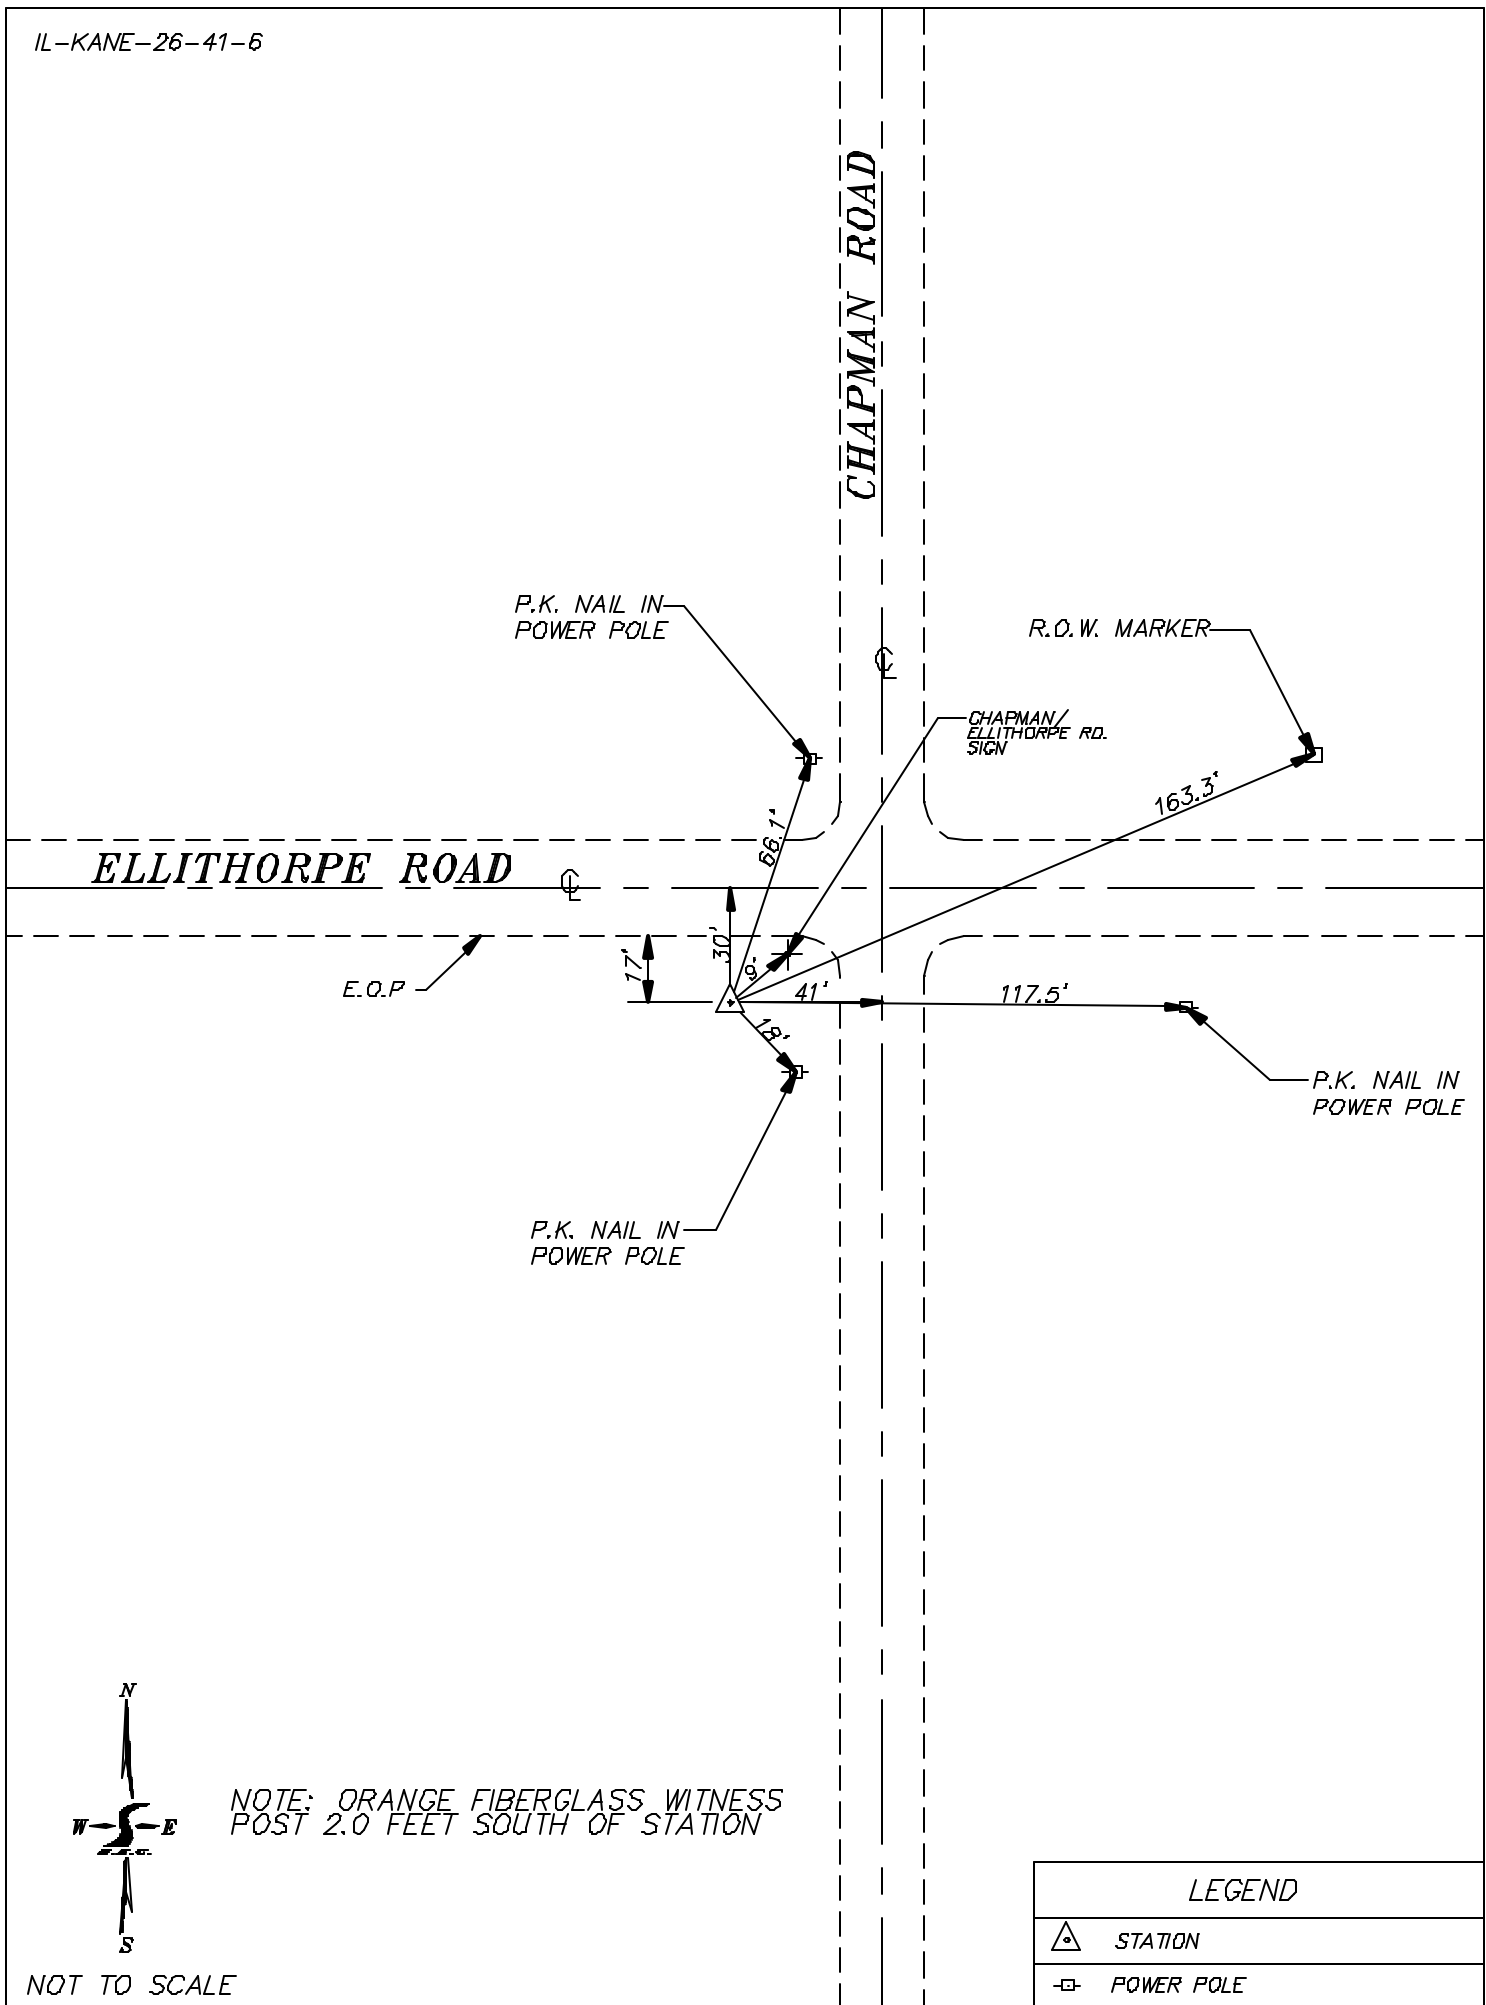 IL-KANE-26-41-6
CHAPMAN ROAD
P.K. NAIL IN
POWER POLE
R.O.W. MARKER
CHAPMAN/
ELLITHORPE RD.
SIGN
163.3'
66.1'
ELLITHORPE ROAD
30'
17'
9'
E.O.P
41'
117.5'
18'
P.K. NAIL IN
POWER POLE
P.K. NAIL IN
POWER POLE
N
W
E
S
NOTE: ORANGE FIBERGLASS WITNESS
POST 2.0 FEET SOUTH OF STATION
NOT TO SCALE
LEGEND
STATION
POWER POLE